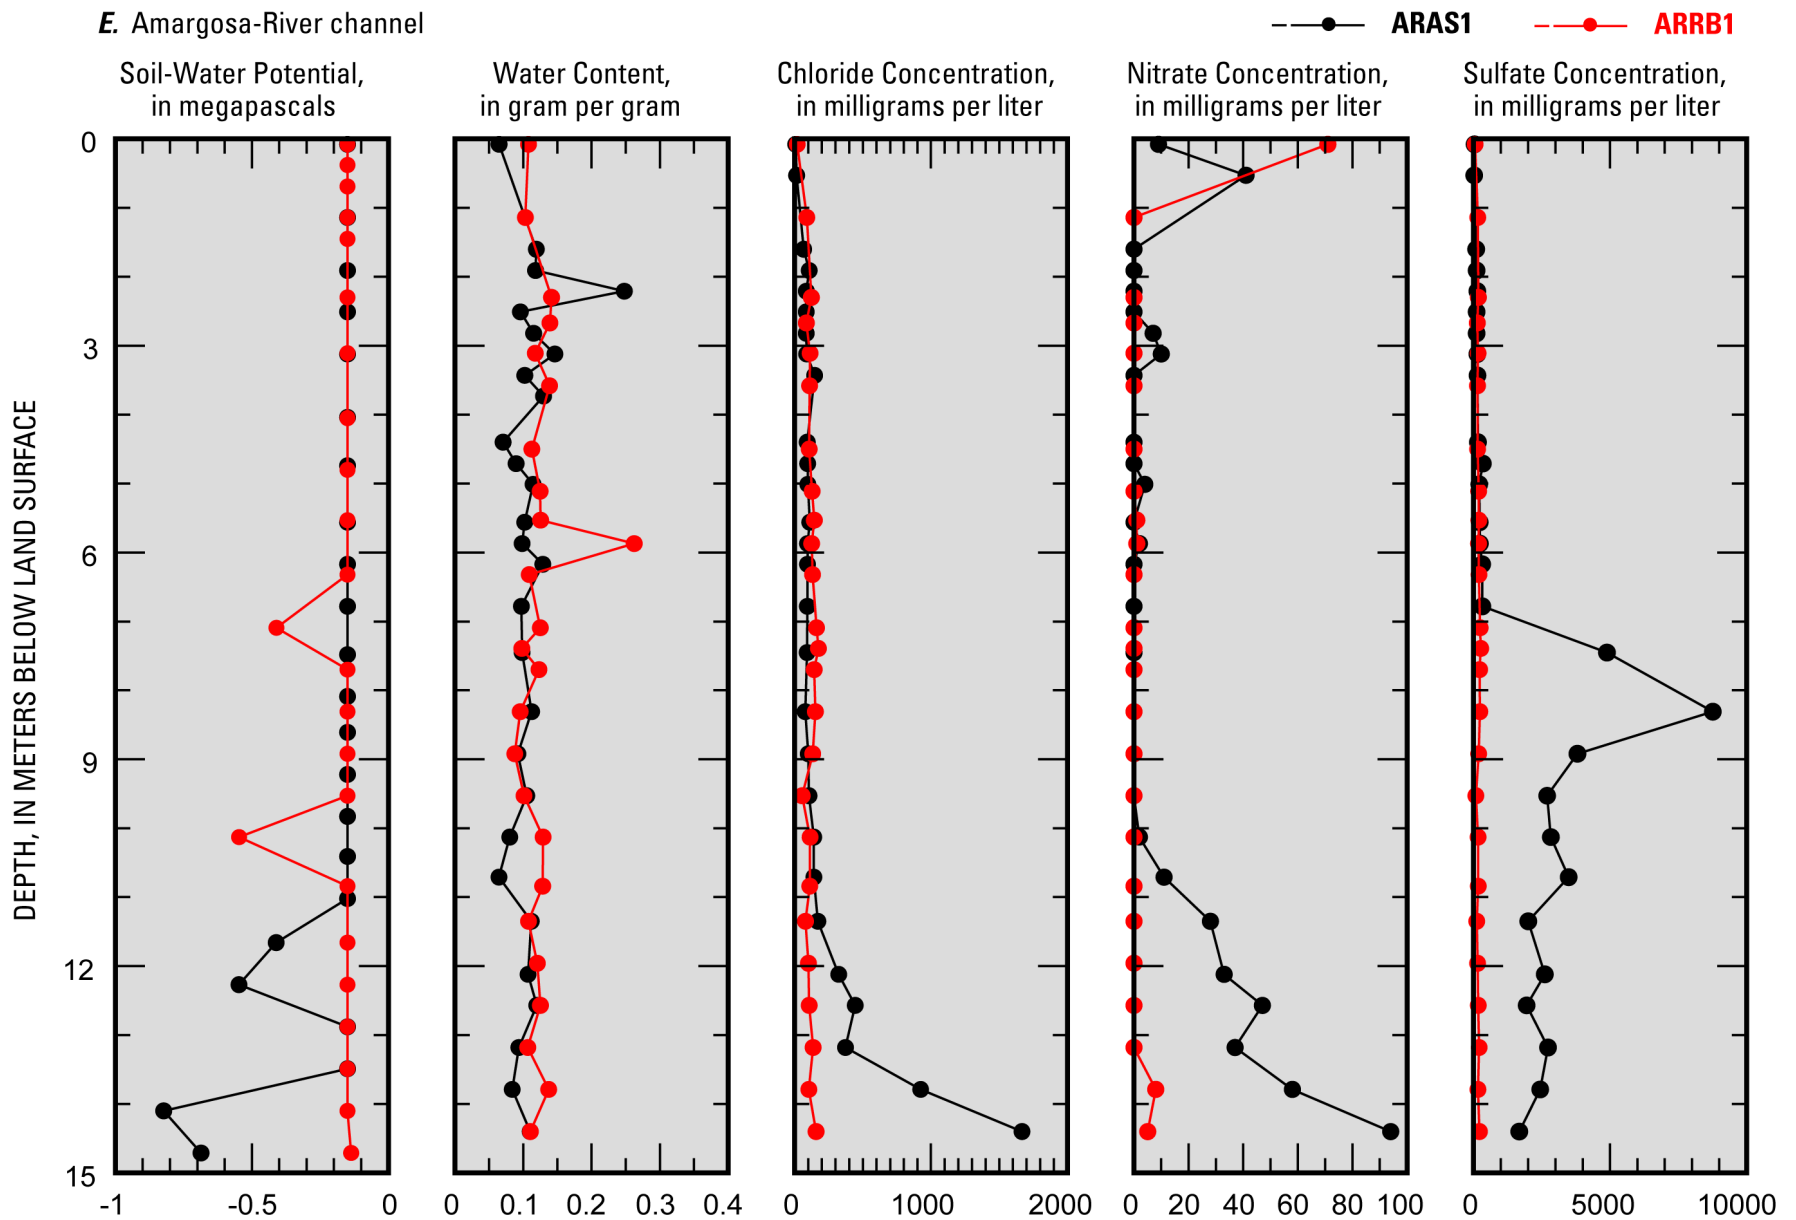 E. Amargosa-River channel
ARAS1
ARRB1
Soil-Water Potential,
in megapascals
Water Content,
in gram per gram
Chloride Concentration,
in milligrams per liter
Nitrate Concentration,
in milligrams per liter
Sulfate Concentration,
in milligrams per liter
DEPTH, IN METERS BELOW LAND SURFACE
0
3
6
9
12
15
-1 -0.5 0
0 0.1 0.2 0.3 0.4
0 1000 2000
0 20 40 60 80 100
0 5000 10000